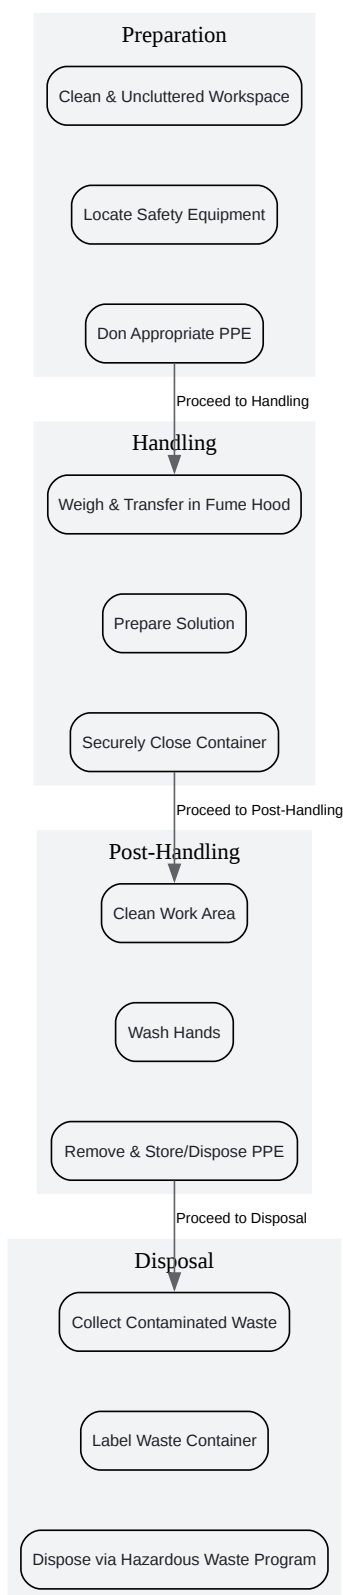 Preparation
Clean & Uncluttered Workspace
Locate Safety Equipment
Don Appropriate PPE
Proceed to Handling
Handling
Weigh & Transfer in Fume Hood
Prepare Solution
Securely Close Container
Proceed to Post-Handling
Post-Handling
Clean Work Area
Wash Hands
Remove & Store/Dispose PPE
Proceed to Disposal
Disposal
Collect Contaminated Waste
Label Waste Container
Dispose via Hazardous Waste Program